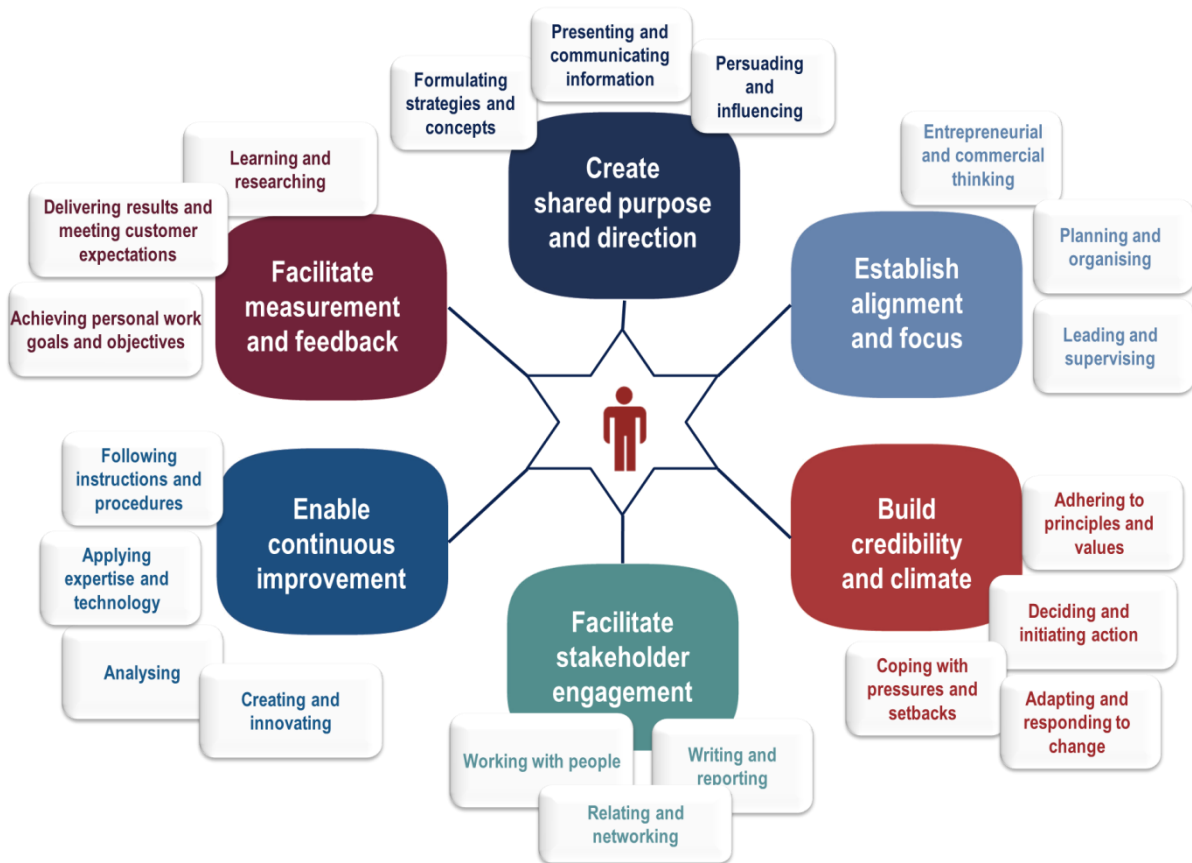 Presenting and
communicating
information
Formulating
strategies and
concepts
Persuading
and
influencing
Create
shared purpose
and direction
Entrepreneurial
and commercial
thinking
Planning and
organising
Leading and
supervising
Establish
alignment
and focus
Learning and
researching
Delivering results and
meeting customer
expectations
Achieving personal work
goals and objectives
Facilitate
measurement
and feedback
Following
instructions and
procedures
Applying
expertise and
technology
Analysing
Creating and
innovating
Enable
continuous
improvement
Build
credibility
and climate
Adhering to
principles and
values
Deciding and
initiating action
Coping with
pressures and
setbacks
Adapting and
responding to
change
Facilitate
stakeholder
engagement
Working with people
Writing and
reporting
Relating and
networking